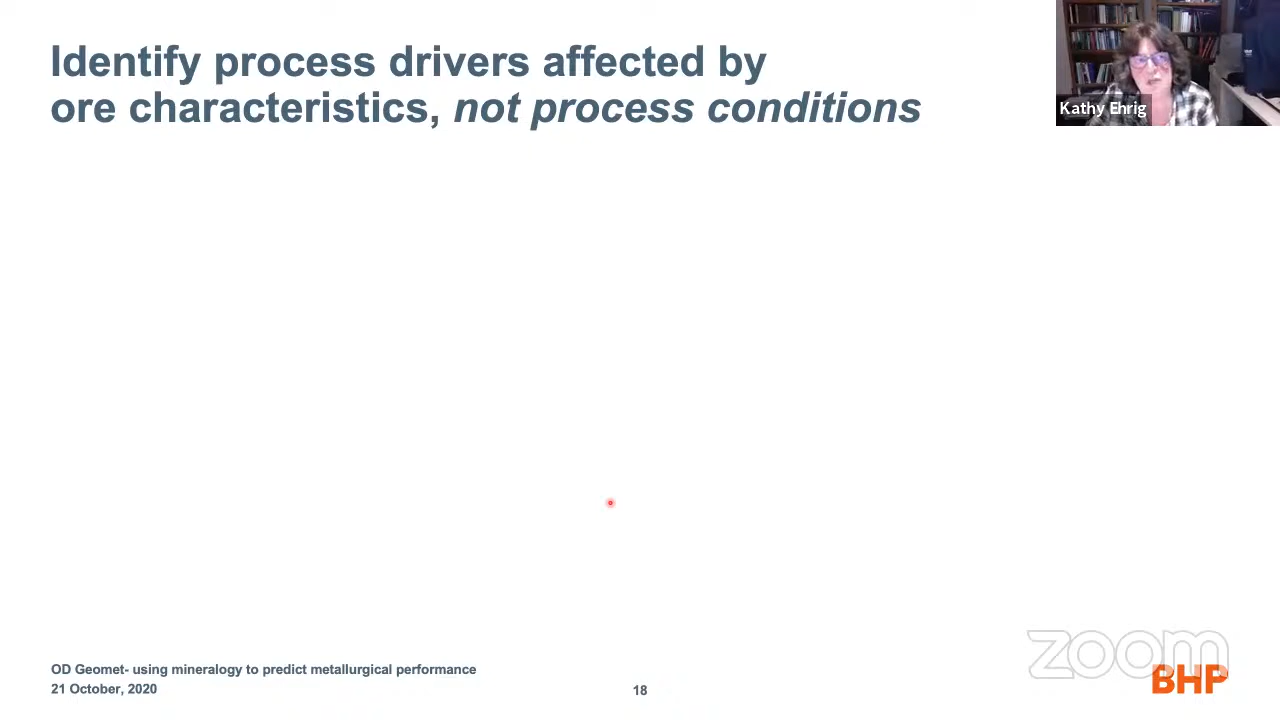 Identify process drivers affected by
ore characteristics, not process conditions
Kathy Ehrig
OD Geomet- using mineralogy to predict metallurgical performance
21 October, 2020
18
zoom
BHP